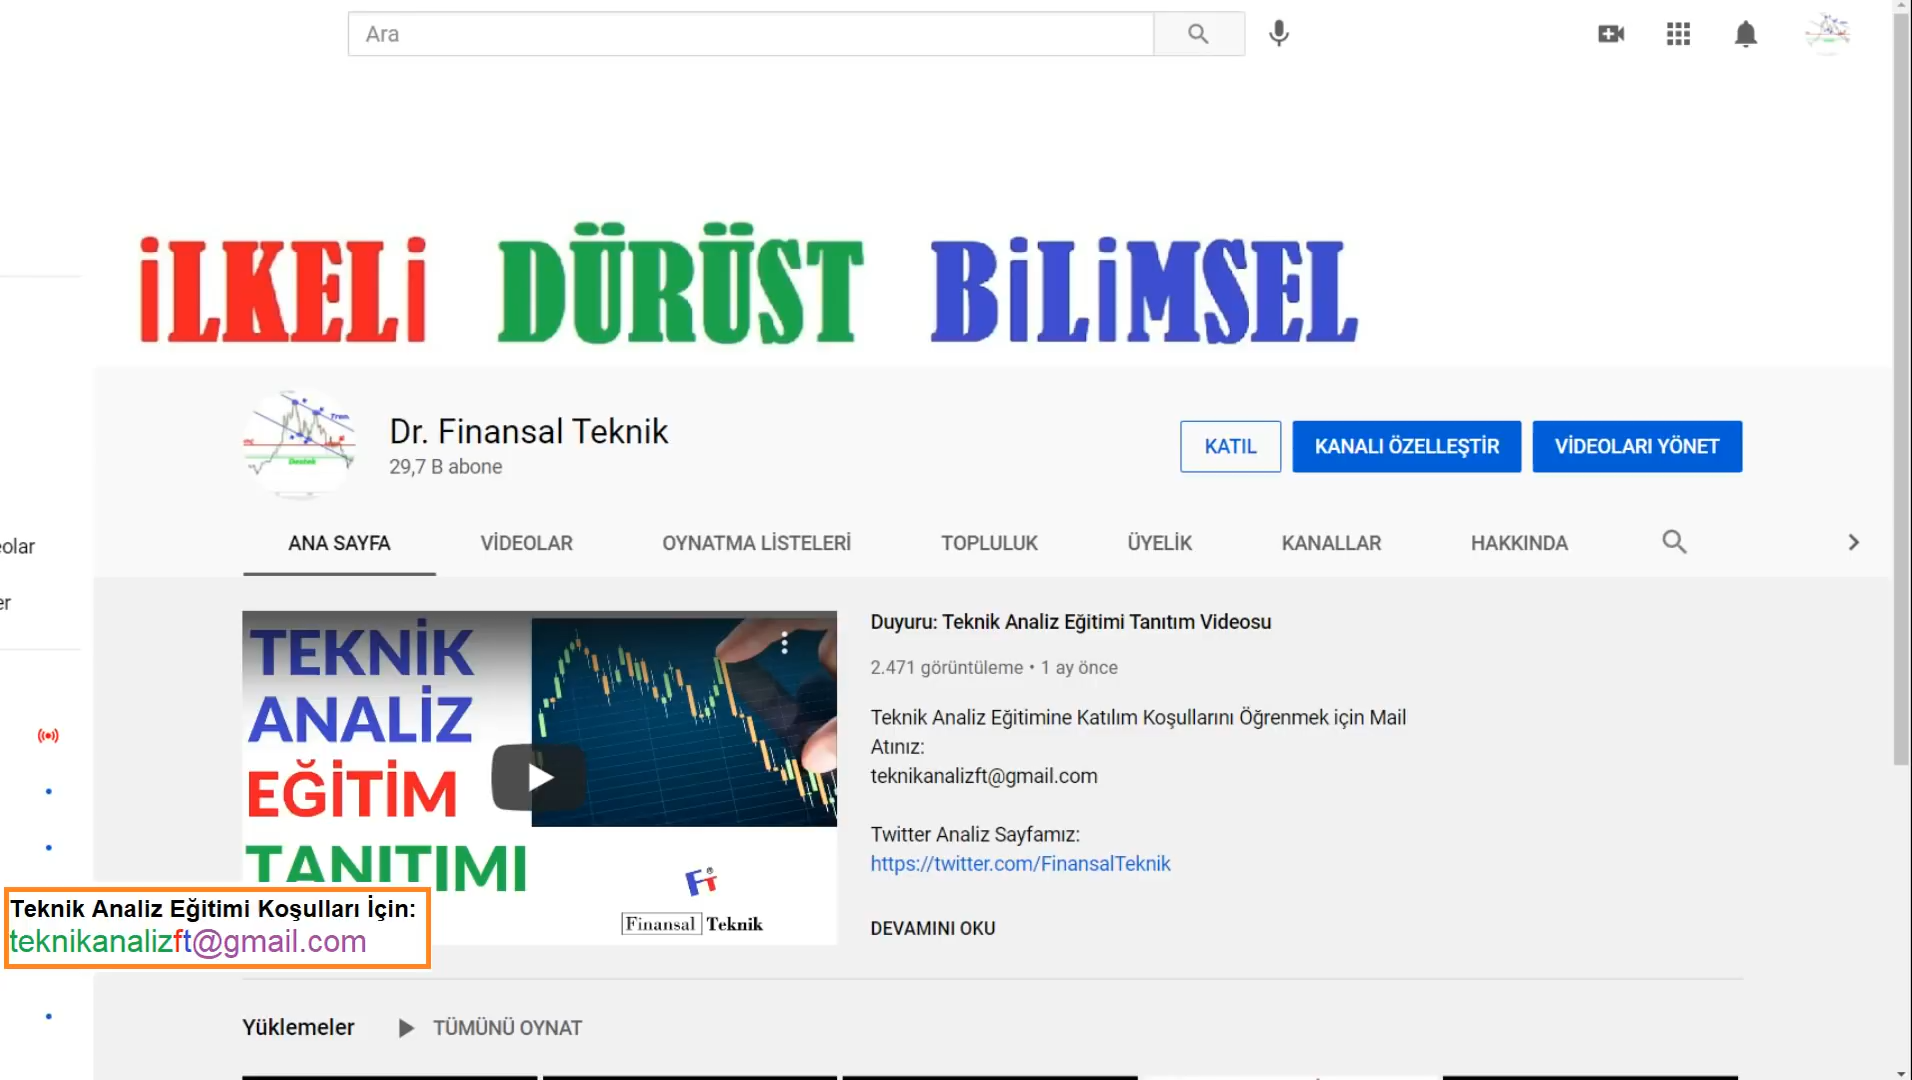 Ara
İLKELİ DÜRÜST BİLİMSEL
Dr. Finansal Teknik
29,7 B abone
KATIL
KANALI ÖZELLEŞTİR
VİDEOLARI YÖNET
ANA SAYFA
VİDEOLAR
OYNATMA LİSTELERİ
TOPLULUK
ÜYELİK
KANALLAR
HAKKINDA
eolar
er
TEKNİK
ANALİZ
EĞİTİM
TANITIMI
Finansal Teknik
Duyuru: Teknik Analiz Eğitimi Tanıtım Videosu
2.471 görüntüleme • 1 ay önce
Teknik Analiz Eğitimine Katılım Koşullarını Öğrenmek için Mail
Atınız:
teknikanalizft@gmail.com
Twitter Analiz Sayfamız:
https://twitter.com/FinansalTeknik
DEVAMINI OKU
Teknik Analiz Eğitimi Koşulları İçin:
teknikanalizft@gmail.com
Yüklemeler
TÜMÜNÜ OYNAT